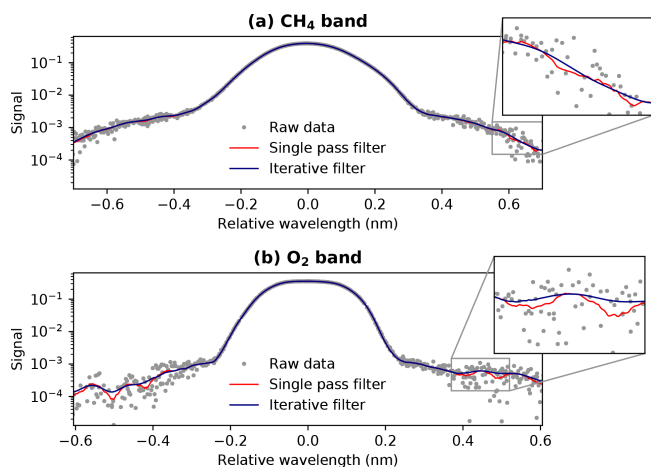 (a) CH₄ band
10⁻¹
10⁻²
10⁻³
10⁻⁴
Signal
Raw data
Single pass filter
Iterative filter
−0.6 −0.4 −0.2 0.0 0.2 0.4 0.6
Relative wavelength (nm)
(b) O₂ band
10⁻¹
10⁻²
10⁻³
10⁻⁴
Signal
Raw data
Single pass filter
Iterative filter
−0.6 −0.4 −0.2 0.0 0.2 0.4 0.6
Relative wavelength (nm)